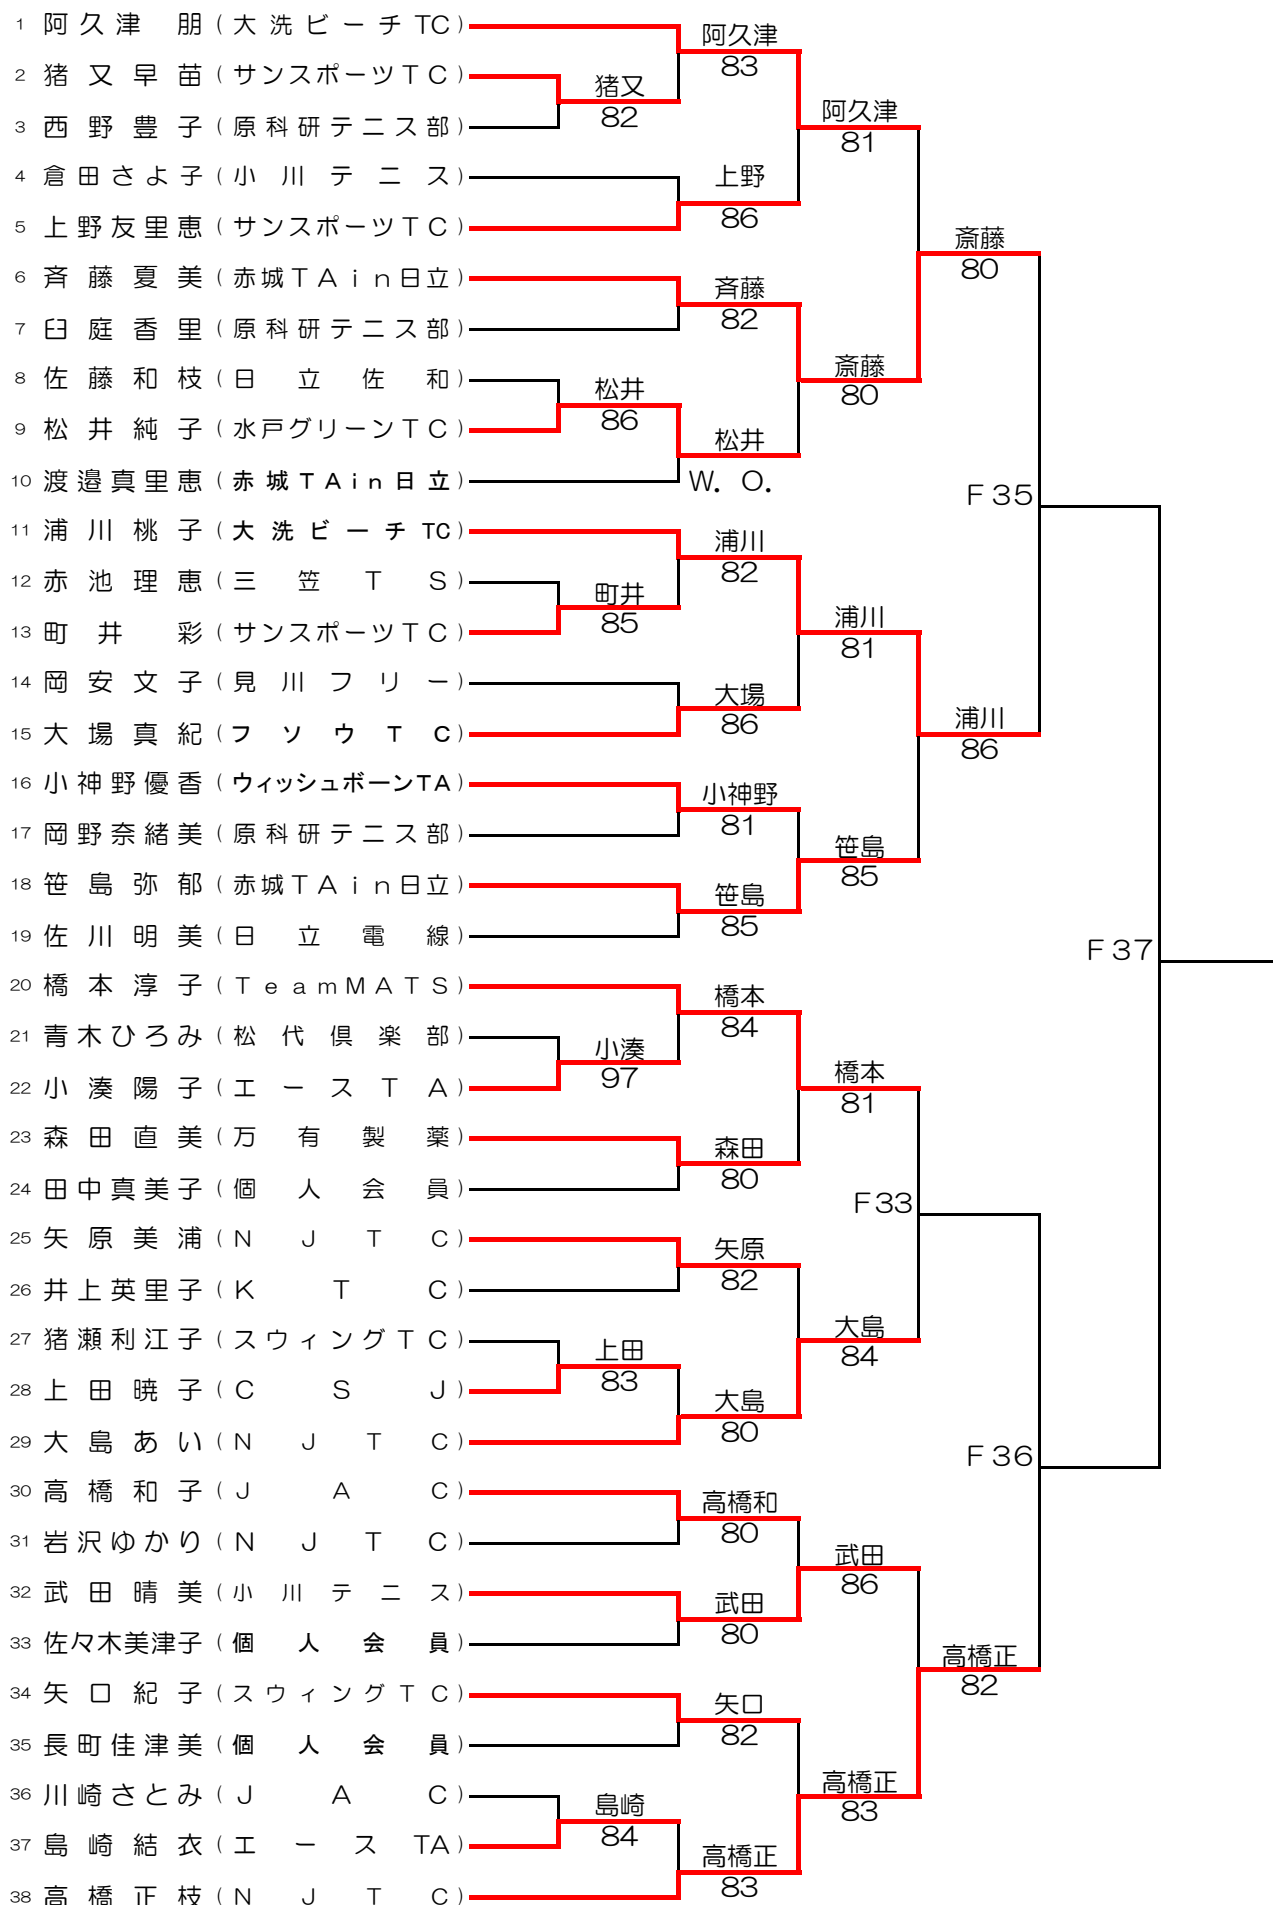 1 阿久津 朋 (大洗ビーチTC)
2 猪又早苗 (サンスポーツTC)
3 西野豊子 (原科研テニス部)
4 倉田さよ子 (小川テニス)
5 上野友里恵 (サンスポーツTC)
6 斉藤夏美 (赤城TAin日立)
7 臼庭香里 (原科研テニス部)
8 佐藤和枝 (日立佐和)
9 松井純子 (水戸グリーンTC)
10 渡邉真里恵 (赤城TAin日立)
11 浦川桃子 (大洗ビーチTC)
12 赤池理恵 (三笠TS)
13 町井 彩 (サンスポーツTC)
14 岡安文子 (見川フリー)
15 大場真紀 (フソウTC)
16 小神野優香 (ウィッシュボーンTA)
17 岡野奈緒美 (原科研テニス部)
18 笹島弥郁 (赤城TAin日立)
19 佐川明美 (日立電線)
20 橋本淳子 (TeamMATS)
21 青木ひろみ (松代倶楽部)
22 小湊陽子 (エースTA)
23 森田直美 (万有製薬)
24 田中真美子 (個人会員)
25 矢原美浦 (NJTC)
26 井上英里子 (KTC)
27 猪瀬利江子 (スウィングTC)
28 上田暁子 (CSJ)
29 大島あい (NJTC)
30 高橋和子 (JAC)
31 岩沢ゆかり (NJTC)
32 武田晴美 (小川テニス)
33 佐々木美津子 (個人会員)
34 矢口紀子 (スウィングTC)
35 長町佳津美 (個人会員)
36 川崎さとみ (JAC)
37 島崎結衣 (エースTA)
38 高橋正枝 (NJTC)
猪又
82
松井
86
町井
85
小湊
97
上田
83
島崎
84
阿久津
83
上野
86
斉藤
82
松井
W.O.
浦川
82
大場
86
小神野
81
笹島
85
橋本
84
森田
80
矢原
82
大島
80
高橋和
80
武田
80
矢口
82
高橋正
83
阿久津
81
斎藤
80
浦川
81
笹島
85
橋本
81
大島
84
武田
86
高橋正
83
斎藤
80
浦川
86
F33
高橋正
82
F35
F36
F37